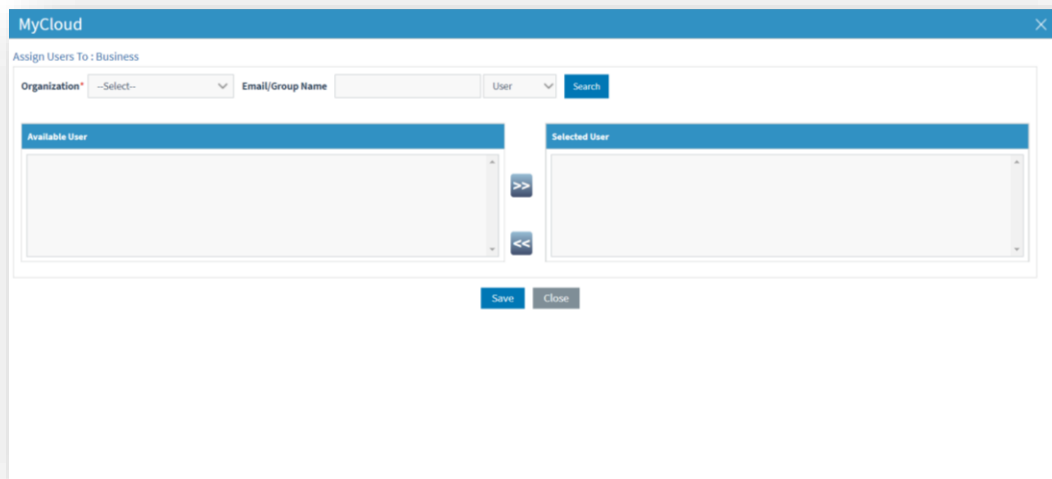 MyCloud
Assign Users To : Business
Organization* --Select-- Email/Group Name User Search
Available User Selected User
>>
<<
Save Close